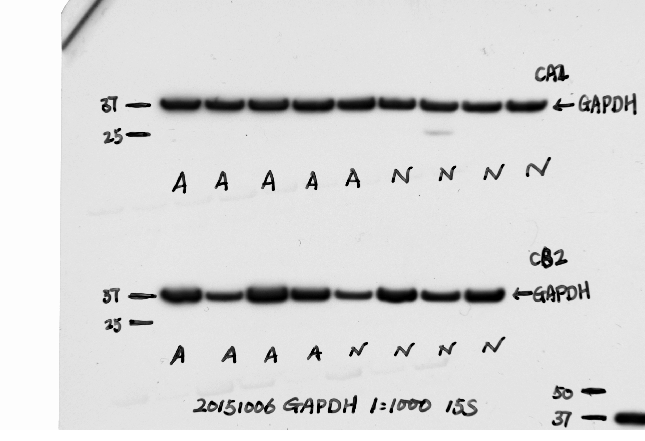 CA1
37 — ← GAPDH
25 —
A A A A A N N N N
CB2
37 — ←GAPDH
25 —
A A A A N N N N
20151006 GAPDH 1:1000 15S
50 —
37 —